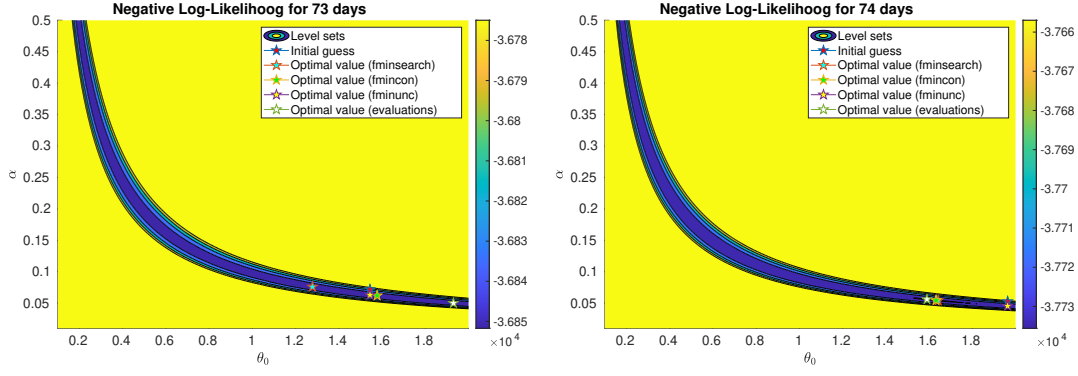 Negative Log-Likelihoog for 73 days
0.5
0.45
0.4
0.35
0.3
0.25
0.2
0.15
0.1
0.05
α
0.2 0.4 0.6 0.8 1 1.2 1.4 1.6 1.8
θ₀
Level sets
Initial guess
Optimal value (fminsearch)
Optimal value (fmincon)
Optimal value (fminunc)
Optimal value (evaluations)
-3.678
-3.679
-3.68
-3.681
-3.682
-3.683
-3.684
-3.685
×10⁴
Negative Log-Likelihoog for 74 days
0.5
0.45
0.4
0.35
0.3
0.25
0.2
0.15
0.1
0.05
α
0.2 0.4 0.6 0.8 1 1.2 1.4 1.6 1.8
θ₀
Level sets
Initial guess
Optimal value (fminsearch)
Optimal value (fmincon)
Optimal value (fminunc)
Optimal value (evaluations)
-3.766
-3.767
-3.768
-3.769
-3.77
-3.771
-3.772
-3.773
×10⁴